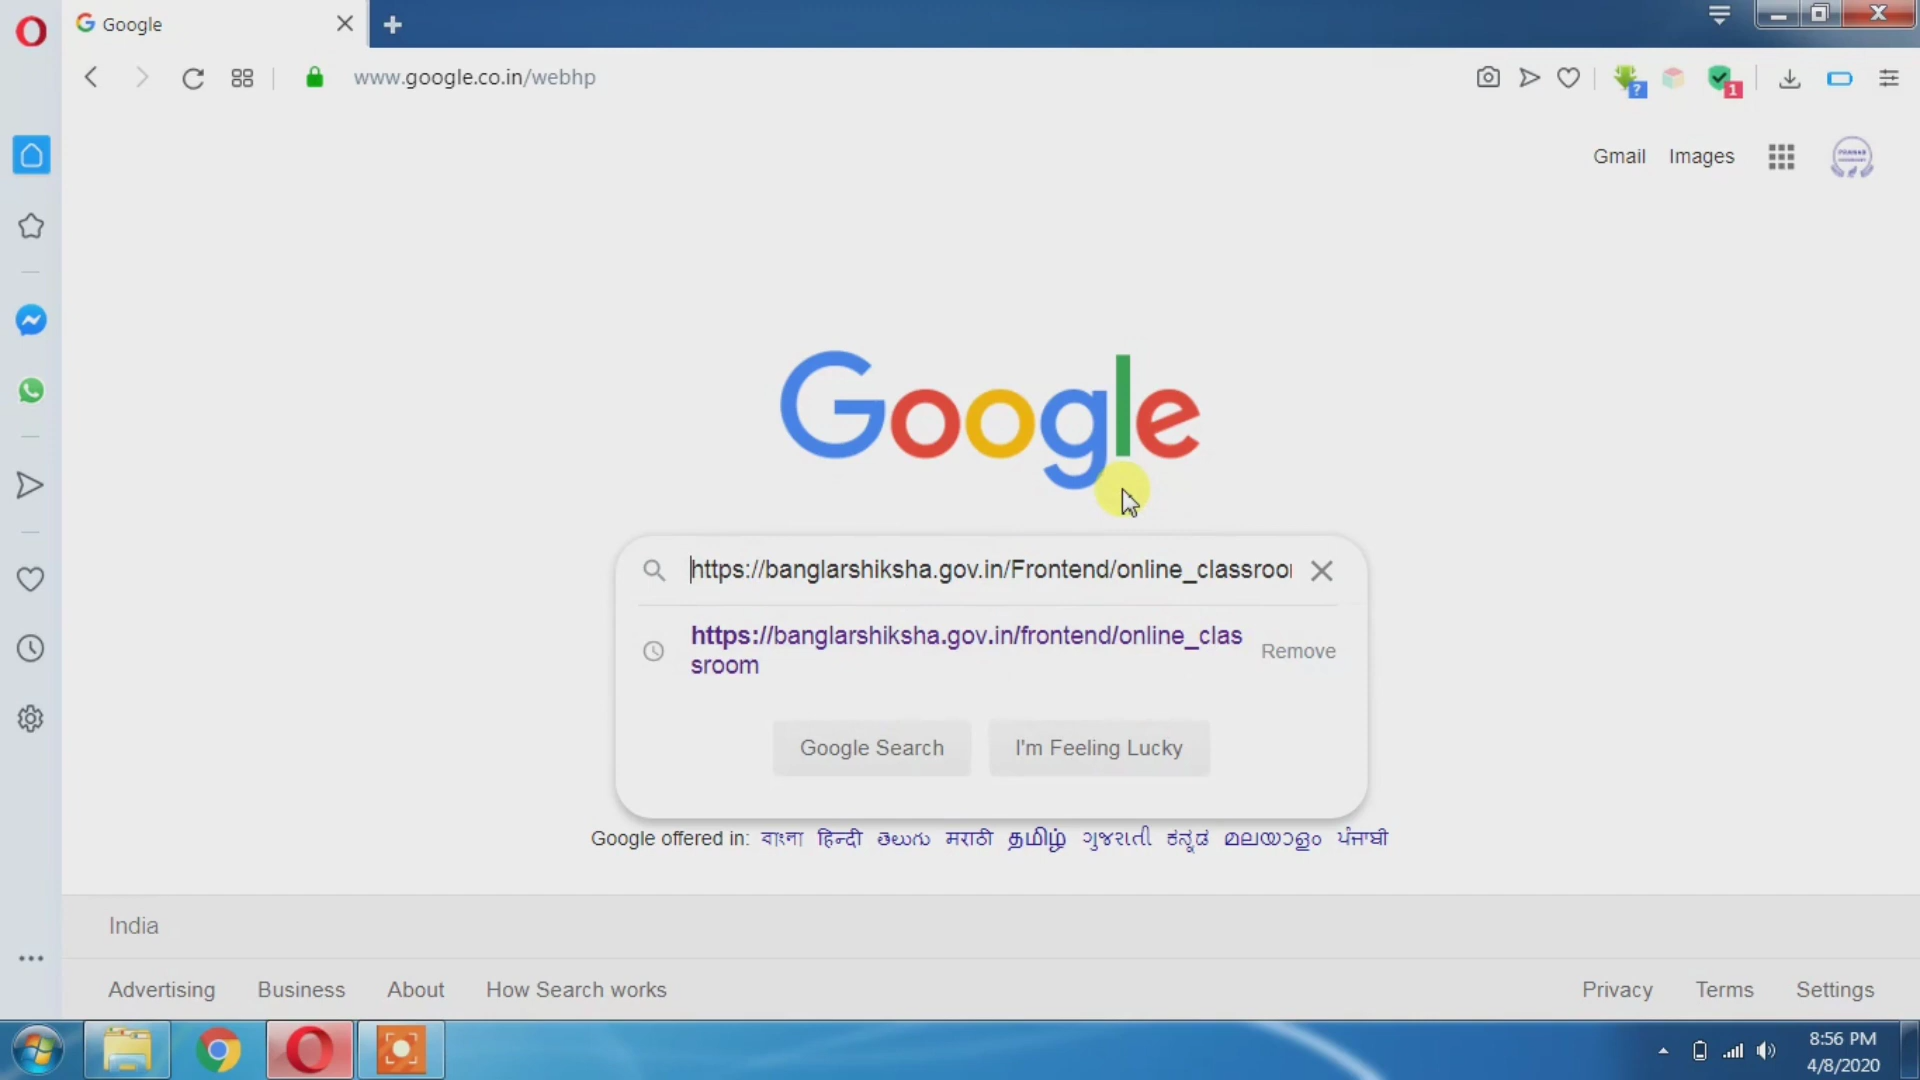 Google
www.google.co.in/webhp
?
1
Gmail Images
PRANAB
Google
https://banglarshiksha.gov.in/Frontend/online_classroo
https://banglarshiksha.gov.in/frontend/online_clas
sroom
Remove
Google Search I'm Feeling Lucky
Google offered in: বাংলা हिन्दी తెలుగు मराठी தமிழ் ગુજરાતી ಕನ್ನಡ മലയാളം ਪੰਜਾਬੀ
India
Advertising Business About How Search works Privacy Terms Settings
8:56 PM
4/8/2020